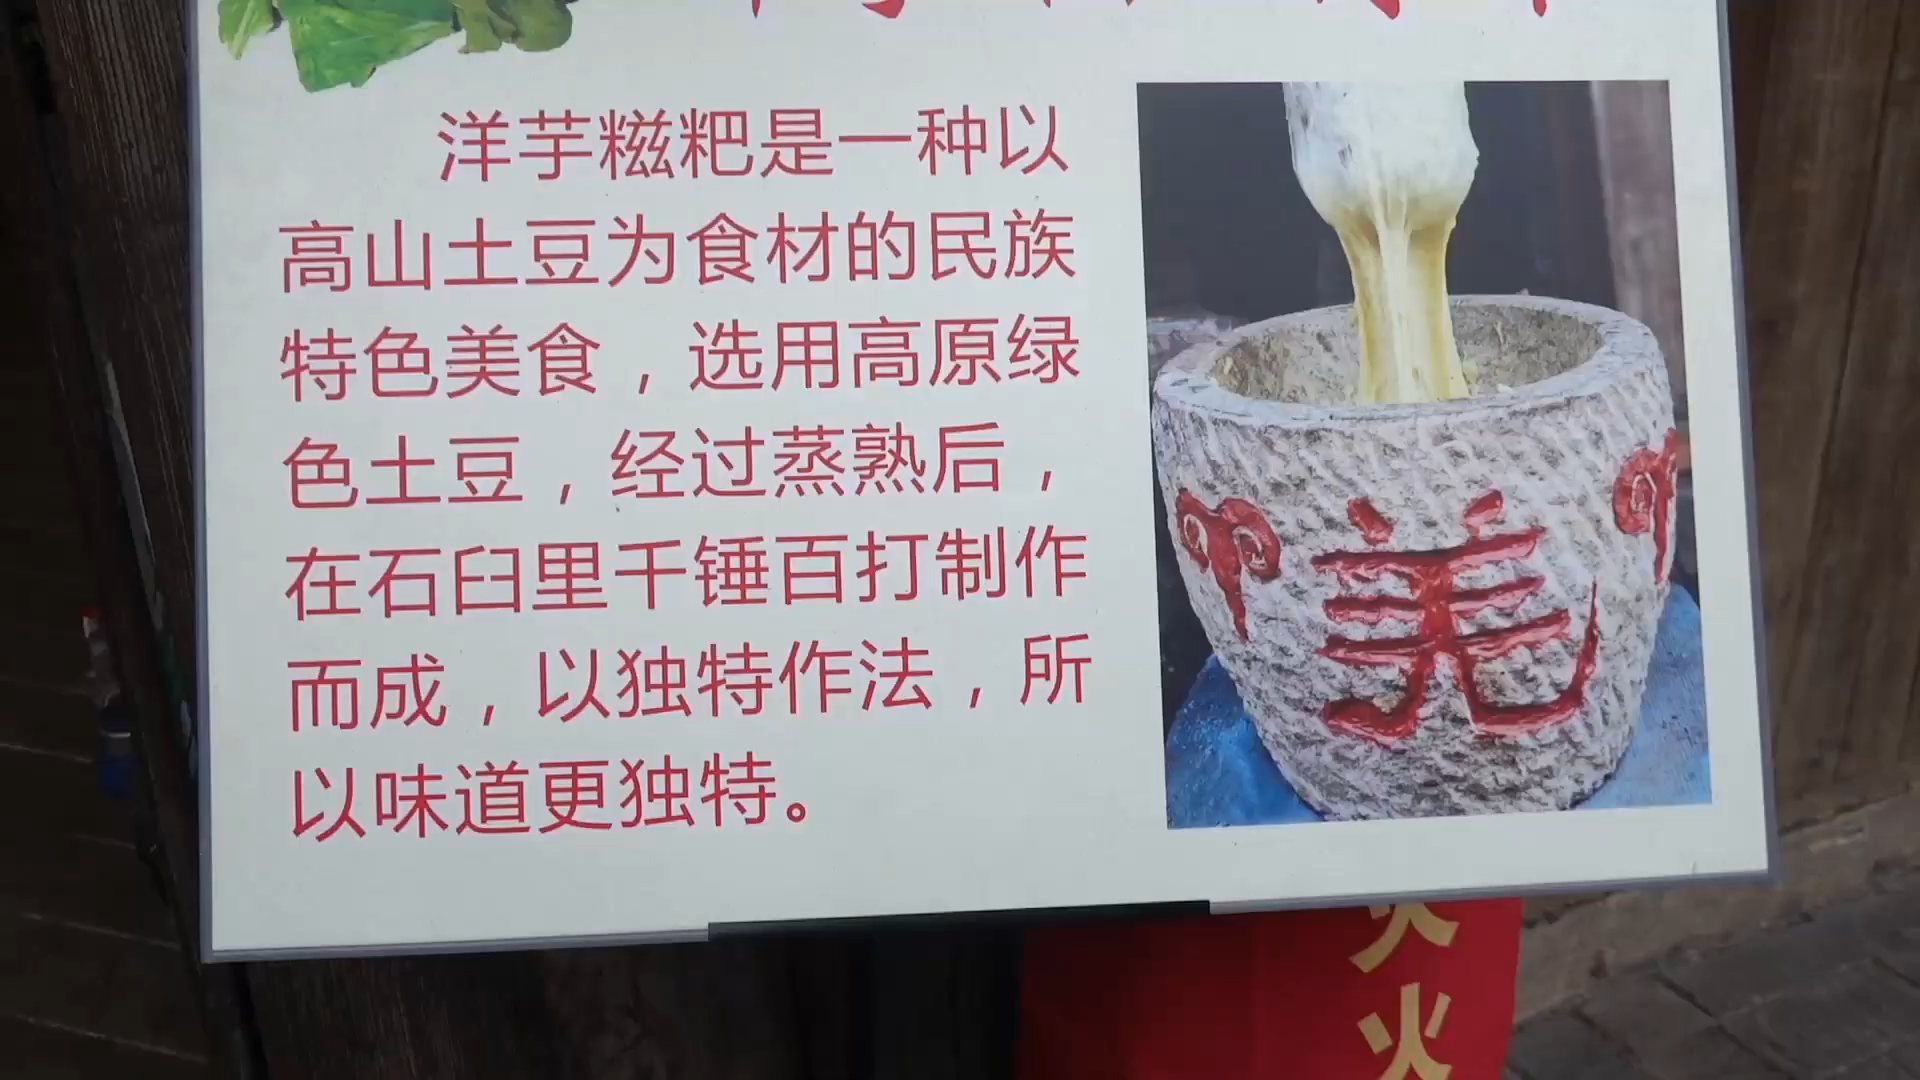 洋芋糍粑是一种以
高山土豆为食材的民族
特色美食，选用高原绿
色土豆，经过蒸熟后，
在石臼里千锤百打制作
而成，以独特作法，所
以味道更独特。
美
火